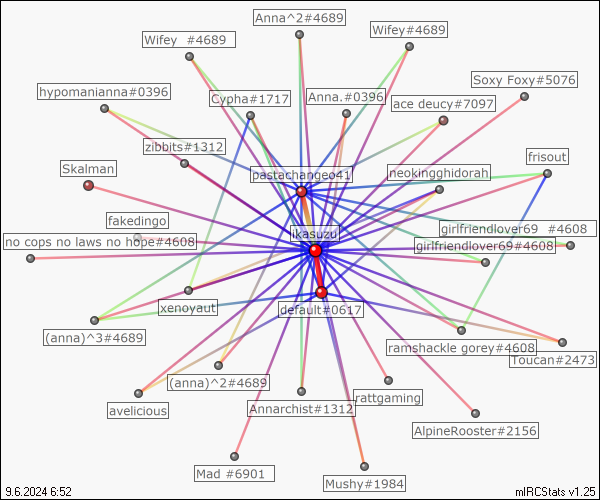 Anna^2#4689
Wifey #4689
Wifey#4689
Soxy Foxy#5076
hypomanianna#0396
Cypha#1717
Anna.#0396
ace deucy#7097
zibbits#1312
frisout
Skalman
pastachangeo41
neokingghidorah
fakedingo
ikasuzu
girlfriendlover69 #4608
no cops no laws no hope#4608
girlfriendlover69#4608
xenoyaut
default#0617
(anna)^3#4689
ramshackle gorey#4608
Toucan#2473
(anna)^2#4689
rattgaming
avelicious
Annarchist#1312
AlpineRooster#2156
Mad #6901
Mushy#1984
9.6.2024 6:52
mIRCStats v1.25